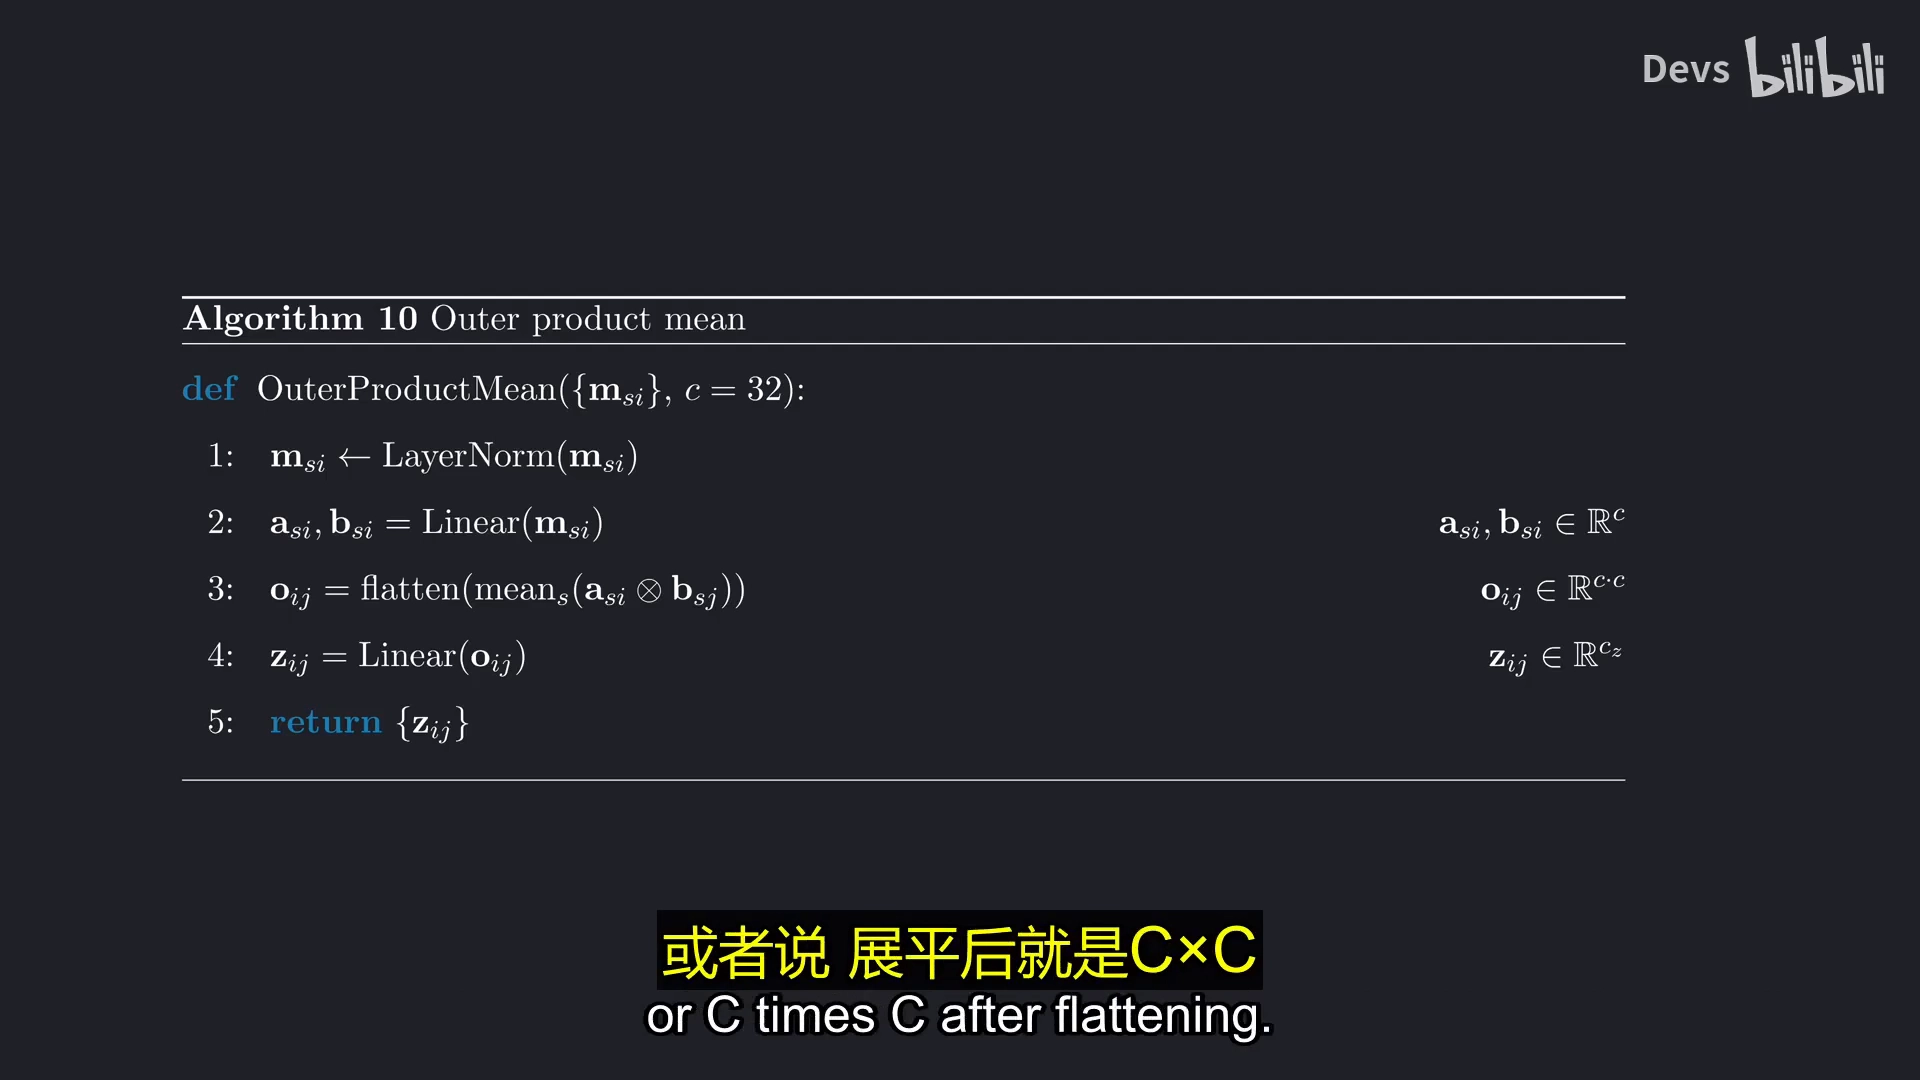 Devs bilibili
Algorithm 10 Outer product mean
def OuterProductMean({m_si}, c = 32):
1: m_si ← LayerNorm(m_si)
2: a_si, b_si = Linear(m_si) a_si, b_si ∈ ℝ^c
3: o_ij = flatten(mean_s(a_si ⊗ b_sj)) o_ij ∈ ℝ^{c·c}
4: z_ij = Linear(o_ij) z_ij ∈ ℝ^{c_z}
5: return {z_ij}
或者说 展平后就是C×C
or C times C after flattening.